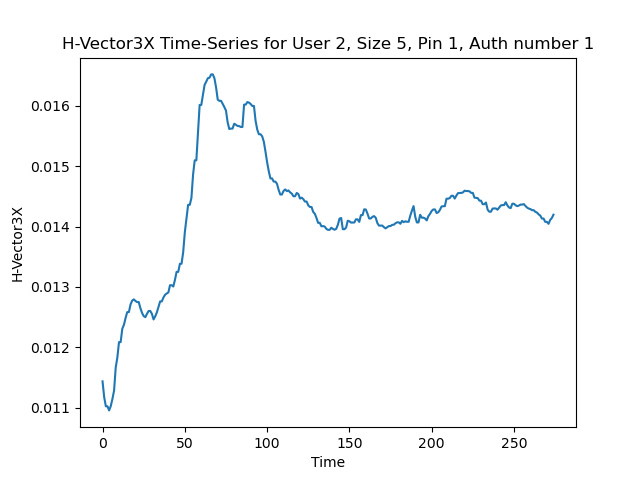 H-Vector3X Time-Series for User 2, Size 5, Pin 1, Auth number 1
H-Vector3X
0.016
0.015
0.014
0.013
0.012
0.011
0 50 100 150 200 250
Time